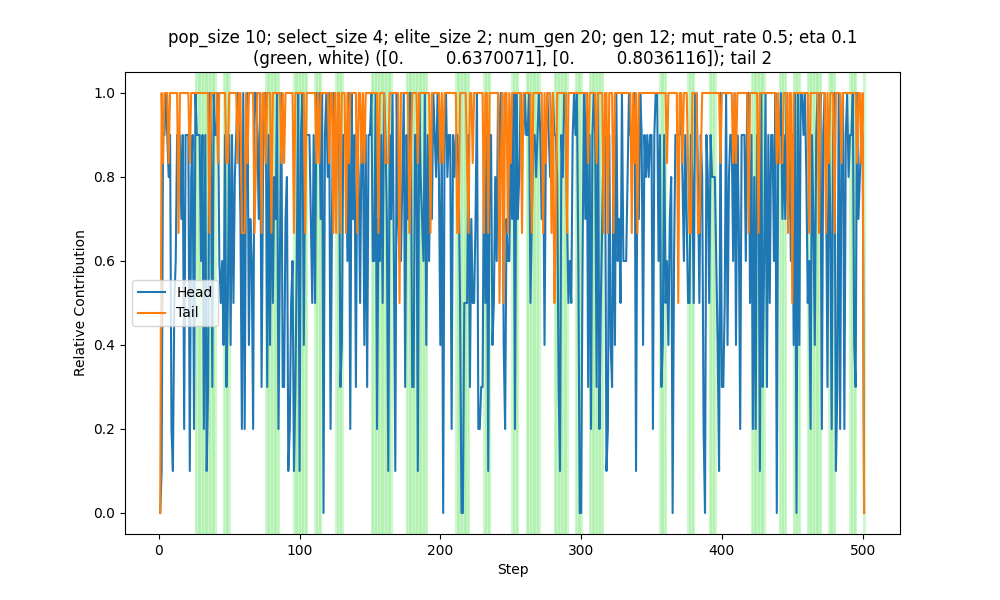 pop_size 10; select_size 4; elite_size 2; num_gen 20; gen 12; mut_rate 0.5; eta 0.1
(green, white) ([0.         0.6370071], [0.         0.8036116]); tail 2
1.0
0.8
0.6
0.4
0.2
0.0
Relative Contribution
Head
Tail
0 100 200 300 400 500
Step